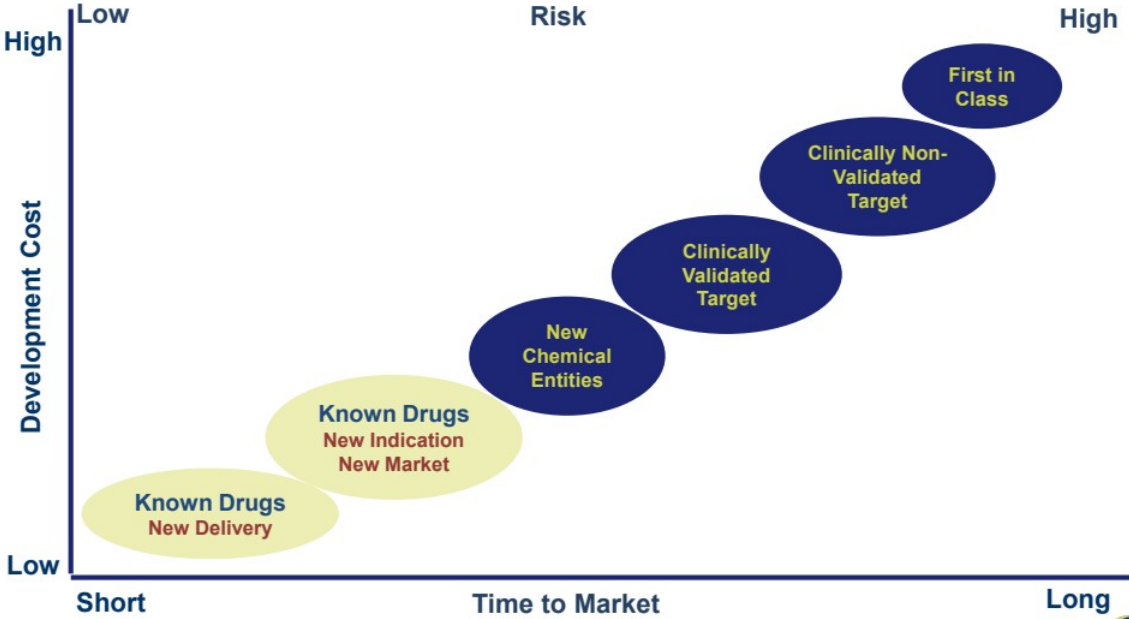 Low
Risk
High
High
First in
Class
Clinically Non-
Validated
Target
Clinically
Validated
Target
New
Chemical
Entities
Known Drugs
New Indication
New Market
Known Drugs
New Delivery
Development Cost
Low
Short
Time to Market
Long